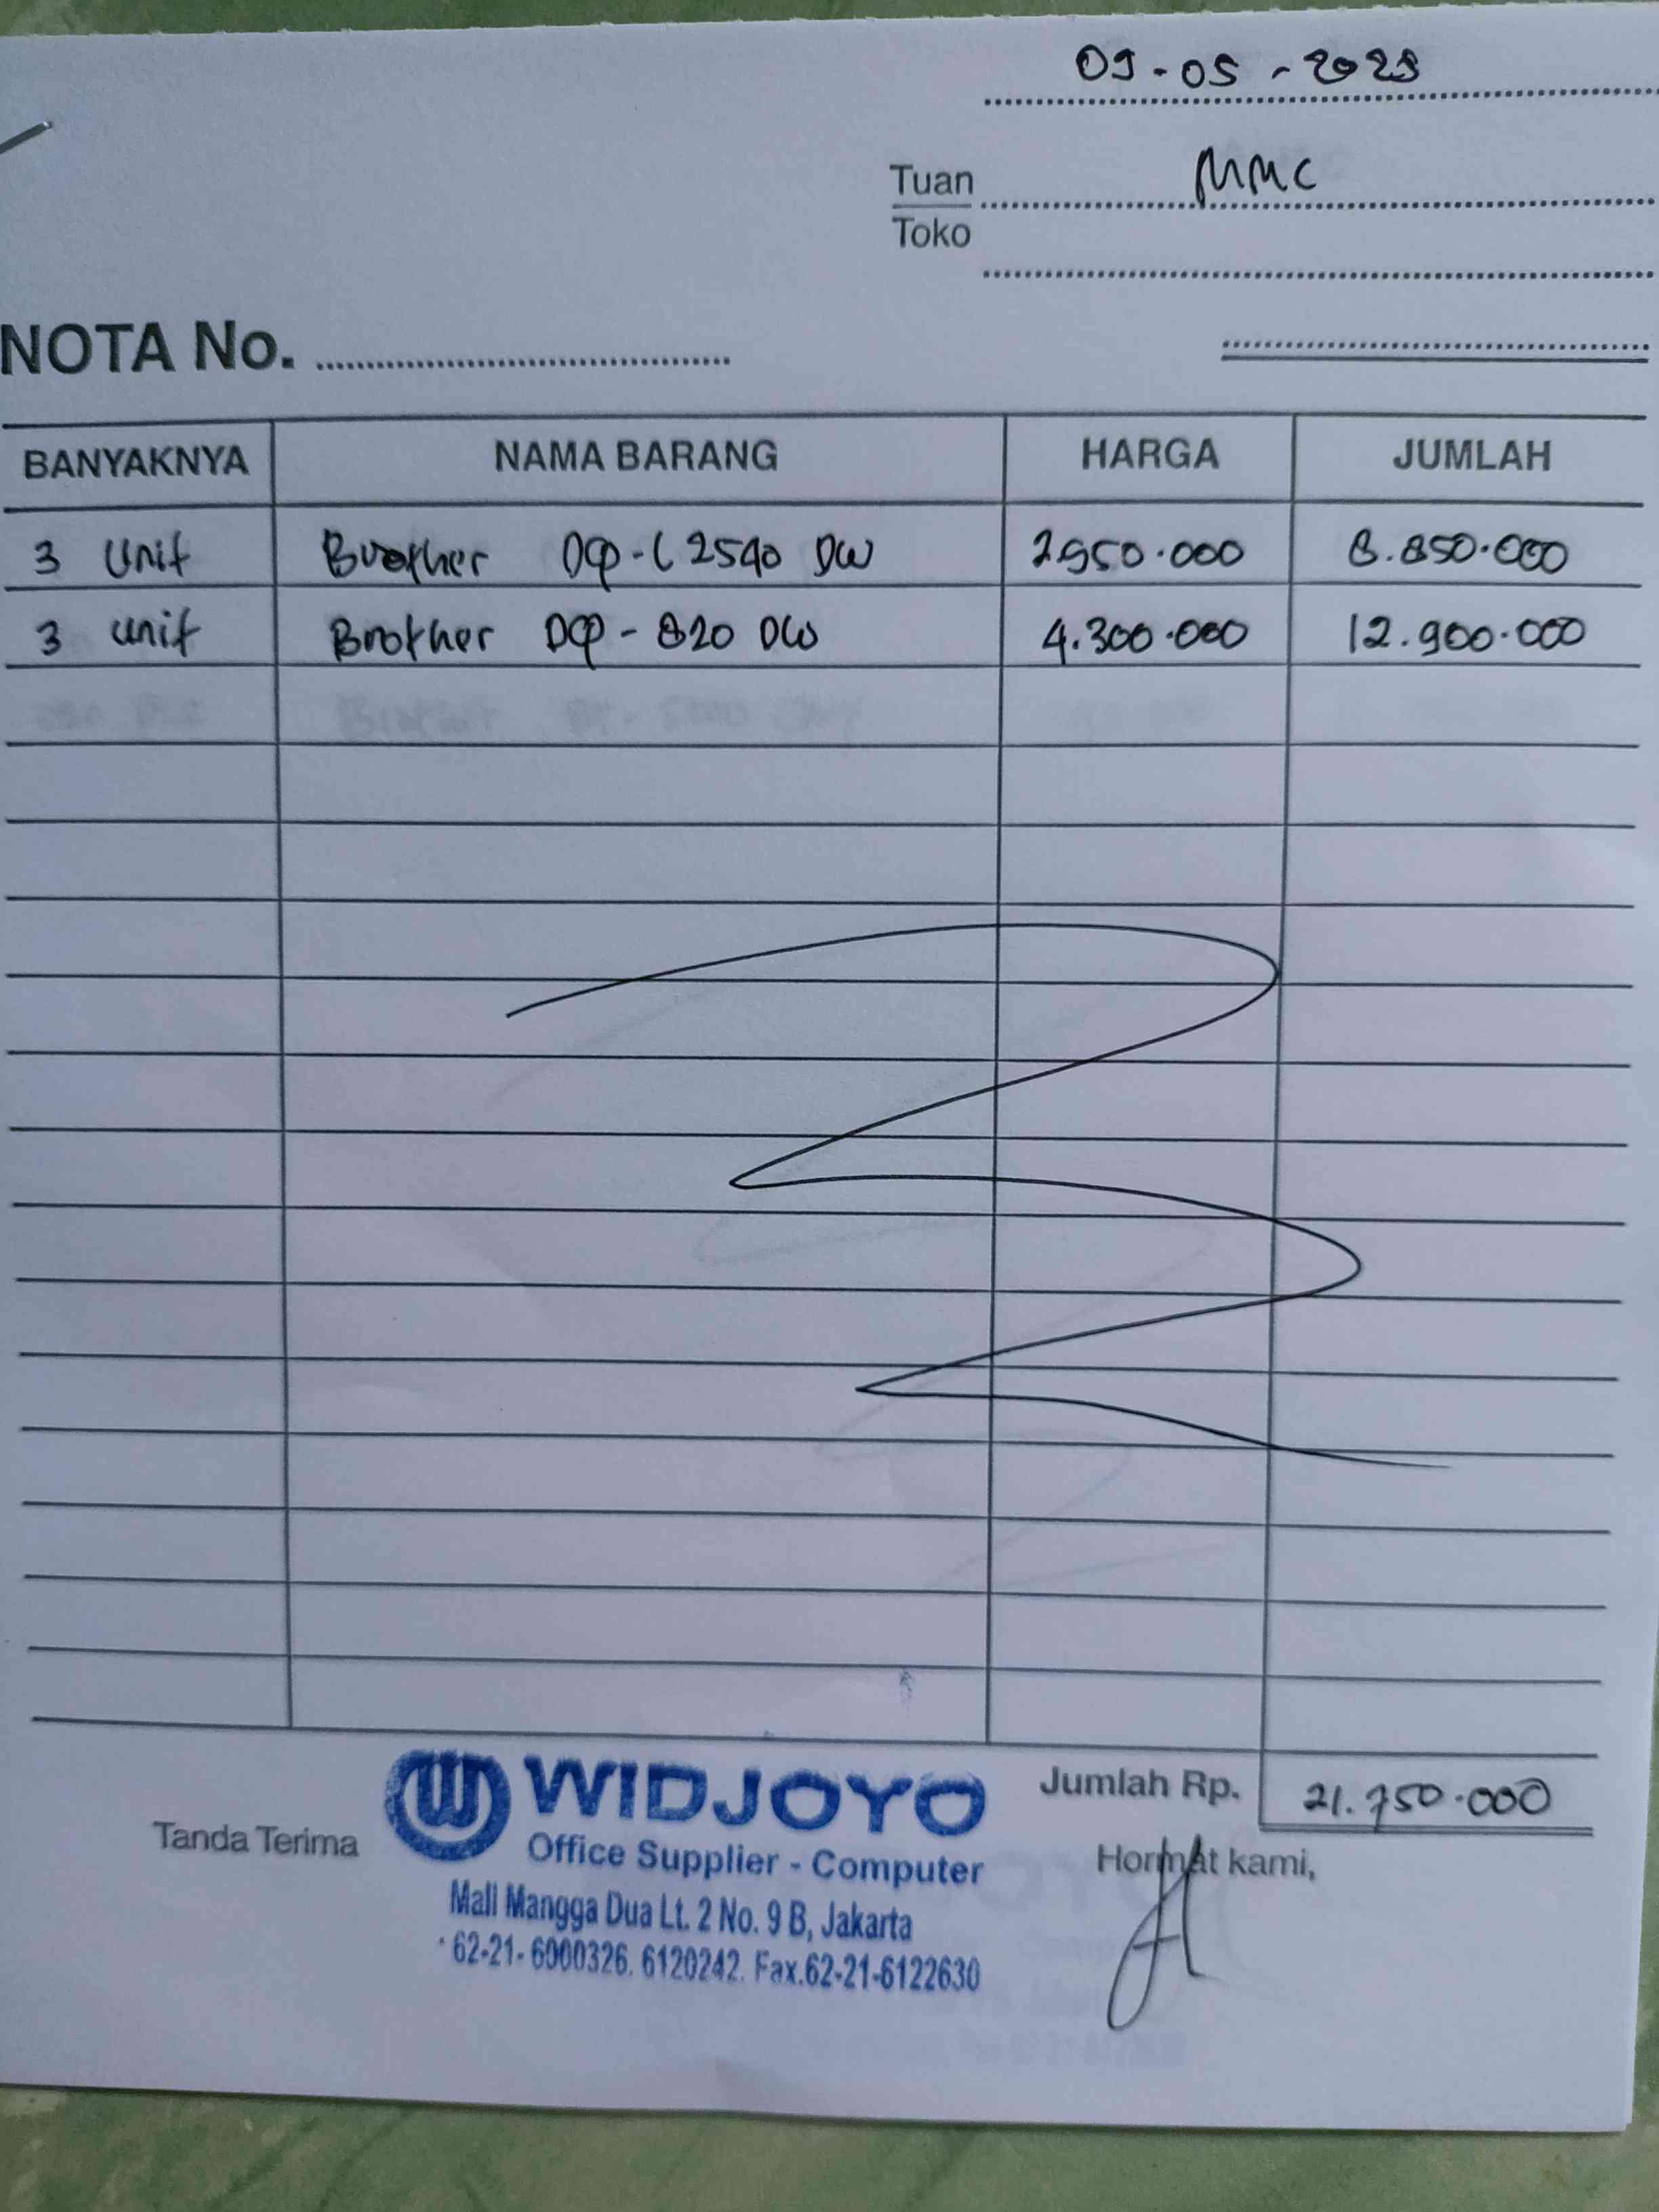 09-05-2023
Tuan MMC
Toko
NOTA No.
BANYAKNYA NAMA BARANG HARGA JUMLAH
3 Unit Brother DCP-L 2540 DW 2.950.000 8.850.000
3 unit Brother DCP-820 DW 4.300.000 12.900.000
Jumlah Rp. 21.750.000
Tanda Terima
WIDJOYO
Office Supplier - Computer
Mall Mangga Dua Lt. 2 No. 9 B, Jakarta
62-21-6000326. 6120242. Fax.62-21-6122630
Hormat kami,